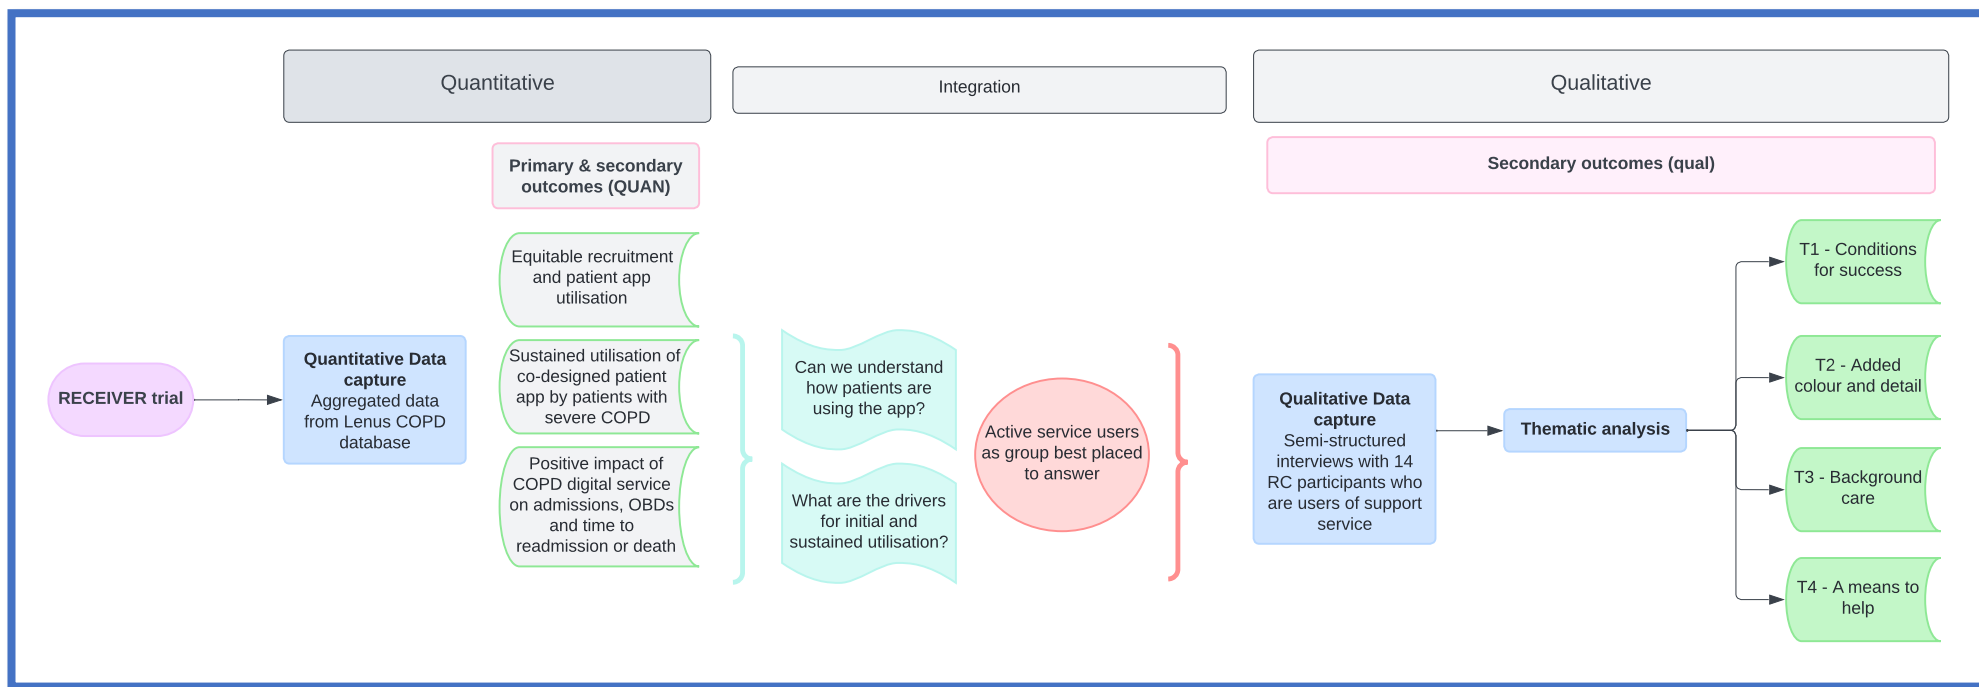 Quantitative
Integration
Qualitative
Primary & secondary
outcomes (QUAN)
Secondary outcomes (qual)
RECEIVER trial
Quantitative Data
capture
Aggregated data
from Lenus COPD
database
Equitable recruitment
and patient app
utilisation
Sustained utilisation of
co-designed patient
app by patients with
severe COPD
Positive impact of
COPD digital service
on admissions, OBDs
and time to
readmission or death
Can we understand
how patients are
using the app?
What are the drivers
for initial and
sustained utilisation?
Active service users
as group best placed
to answer
Qualitative Data
capture
Semi-structured
interviews with 14
RC participants who
are users of support
service
Thematic analysis
T1 - Conditions
for success
T2 - Added
colour and detail
T3 - Background
care
T4 - A means to
help